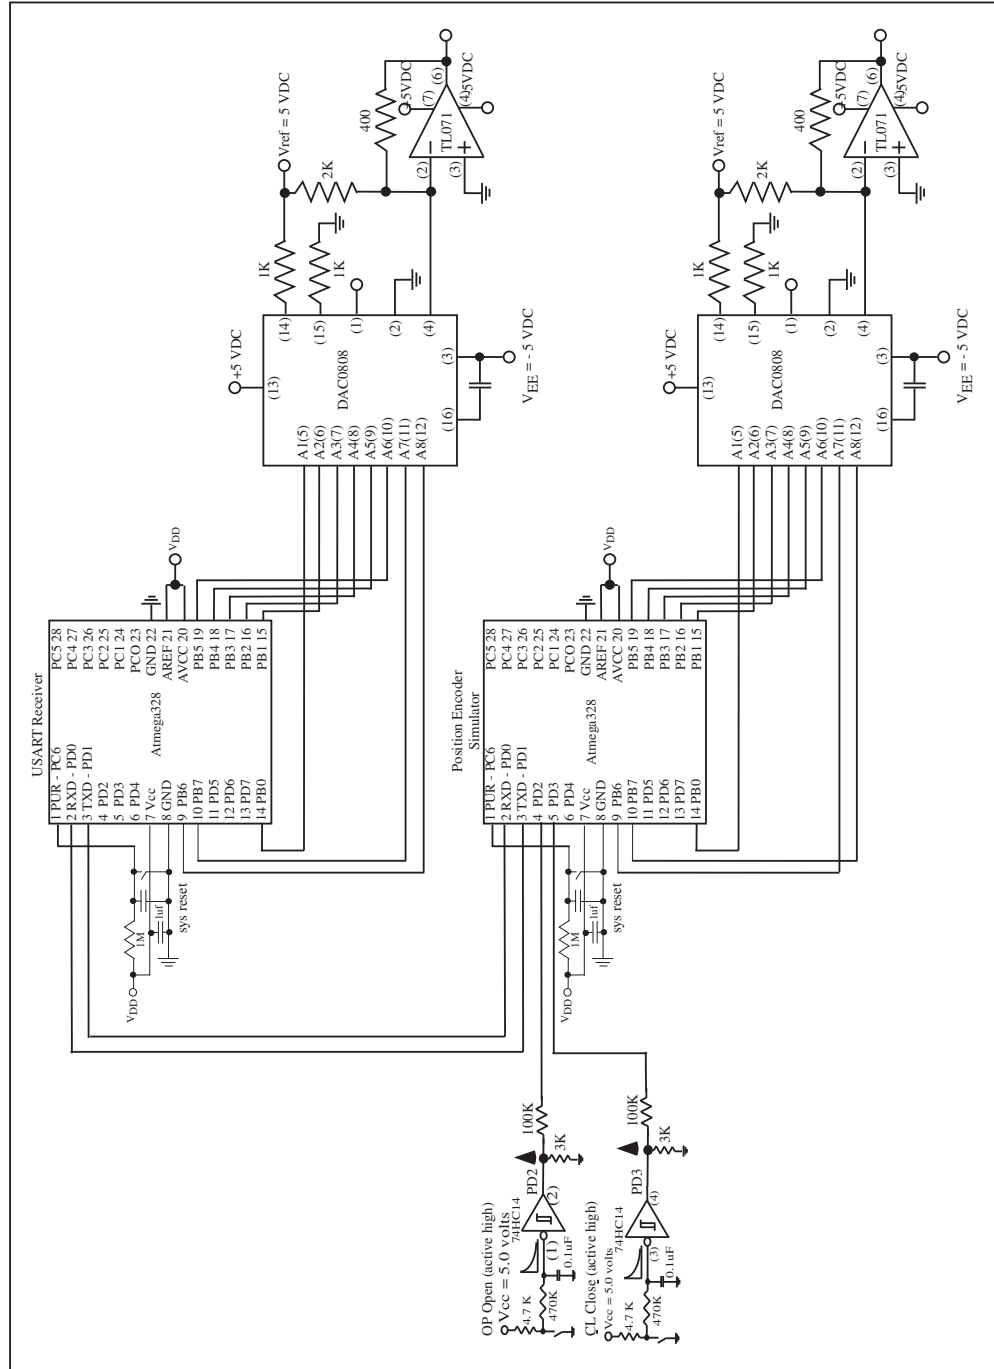 Vref = 5 VDC
400
+5VDC
(6)
(7)
(4)
-5VDC
TL071
(2)
(3)
2K
1K
1K
+5 VDC
(14)
(15)
(1)
(2)
(4)
(13)
DAC0808
(3)
(16)
VEE = - 5 VDC
A1(5)
A2(6)
A3(7)
A4(8)
A5(9)
A6(10)
A7(11)
A8(12)
VDD
USART Receiver
PC5 28
PC4 27
PC3 26
PC2 25
PC1 24
PCO 23
GND 22
AREF 21
AVCC 20
PB5 19
PB4 18
PB3 17
PB2 16
PB1 15
Atmega328
1 PUR - PC6
2 RXD - PD0
3 TXD - PD1
4 PD2
5 PD3
6 PD4
7 Vcc
8 GND
9 PB6
10 PB7
11 PD5
12 PD6
13 PD7
14 PB0
sys reset
1uf
1M
VDD
Vref = 5 VDC
400
+5VDC
(6)
(7)
(4)
-5VDC
TL071
(2)
(3)
2K
1K
1K
+5 VDC
(14)
(15)
(1)
(2)
(4)
(13)
DAC0808
(3)
(16)
VEE = - 5 VDC
A1(5)
A2(6)
A3(7)
A4(8)
A5(9)
A6(10)
A7(11)
A8(12)
VDD
Position Encoder
Simulator
PC5 28
PC4 27
PC3 26
PC2 25
PC1 24
PCO 23
GND 22
AREF 21
AVCC 20
PB5 19
PB4 18
PB3 17
PB2 16
PB1 15
Atmega328
1 PUR - PC6
2 RXD - PD0
3 TXD - PD1
4 PD2
5 PD3
6 PD4
7 Vcc
8 GND
9 PB6
10 PB7
11 PD5
12 PD6
13 PD7
14 PB0
sys reset
1uf
1M
VDD
OP Open (active high)
Vcc = 5.0 volts
74HC14
PD2
(2)
(1)
100K
3K
0.1uF
4.7 K
470K
CL Close (active high)
Vcc = 5.0 volts
74HC14
PD3
(4)
(3)
100K
3K
0.1uF
4.7 K
470K